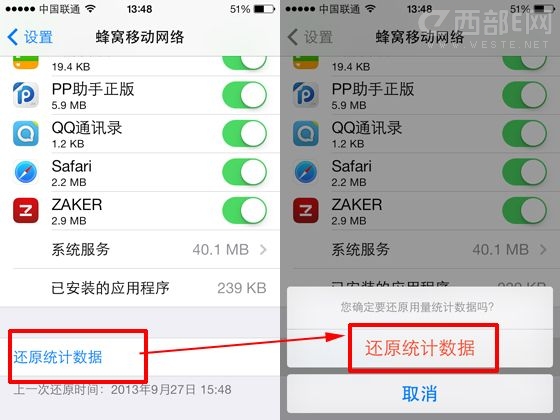 中国联通 13:48 51%
设置 蜂窝移动网络
19.4 KB
PP助手正版
5.9 MB
QQ通讯录
1.2 KB
Safari
2.2 MB
ZAKER
2.9 MB
系统服务 40.1 MB
已安装的应用程序 239 KB
还原统计数据
上一次还原时间：2013年9月27日 15:48
中国联通 13:48 51%
西部E网
WWW.WESTE.NET
设置 蜂窝移动网络
19.4 KB
PP助手正版
5.9 MB
QQ通讯录
1.2 KB
Safari
2.2 MB
ZAKER
2.9 MB
系统服务 40.1 MB
您确定要还原用量统计数据吗?
还原统计数据
取消